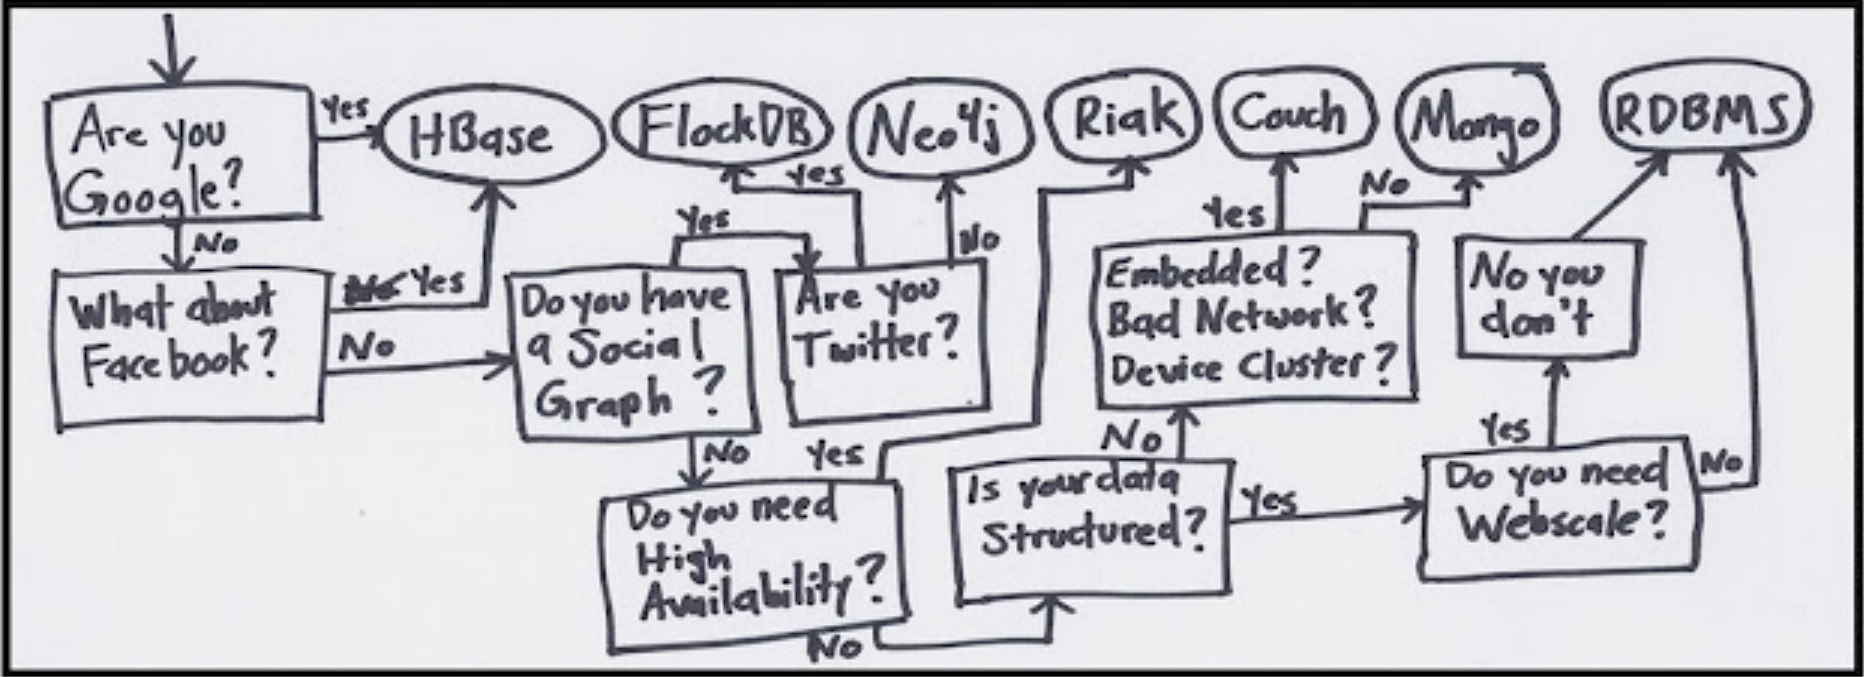 Are you
Google?
Yes
HBase
FlockDB
Neo4j
Riak
Couch
Mongo
RDBMS
No
What about
Facebook?
No Yes
No
Do you have
a Social
Graph ?
Yes
Are you
Twitter?
Yes
No
No
Do you need
High
Availability?
Yes
No
Is your data
Structured?
No
Yes
Embedded?
Bad Network?
Device Cluster?
Yes
No
Do you need
Webscale?
Yes
No
No you
don't